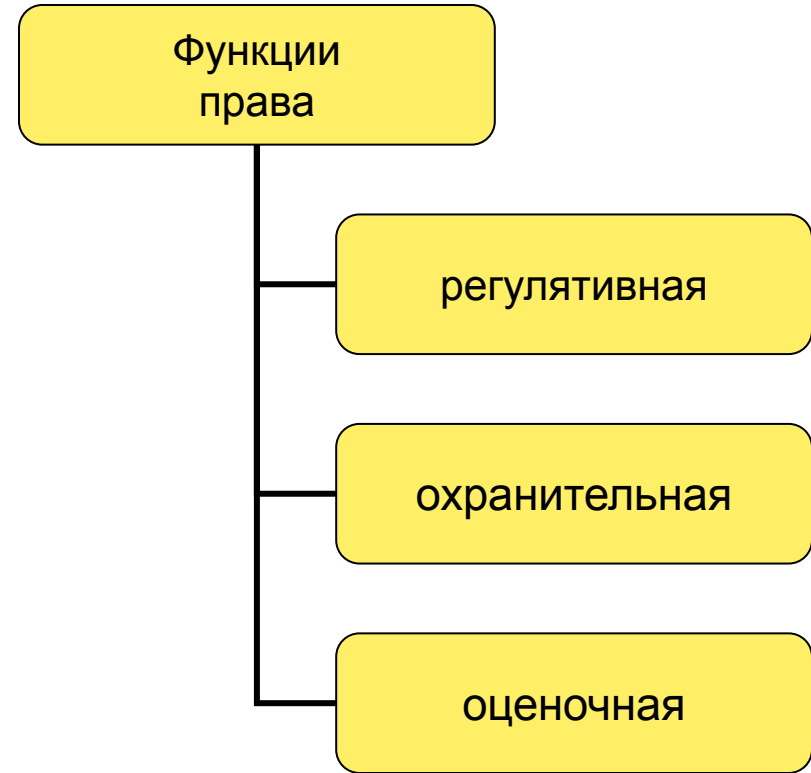 Функции
права
регулятивная
охранительная
оценочная